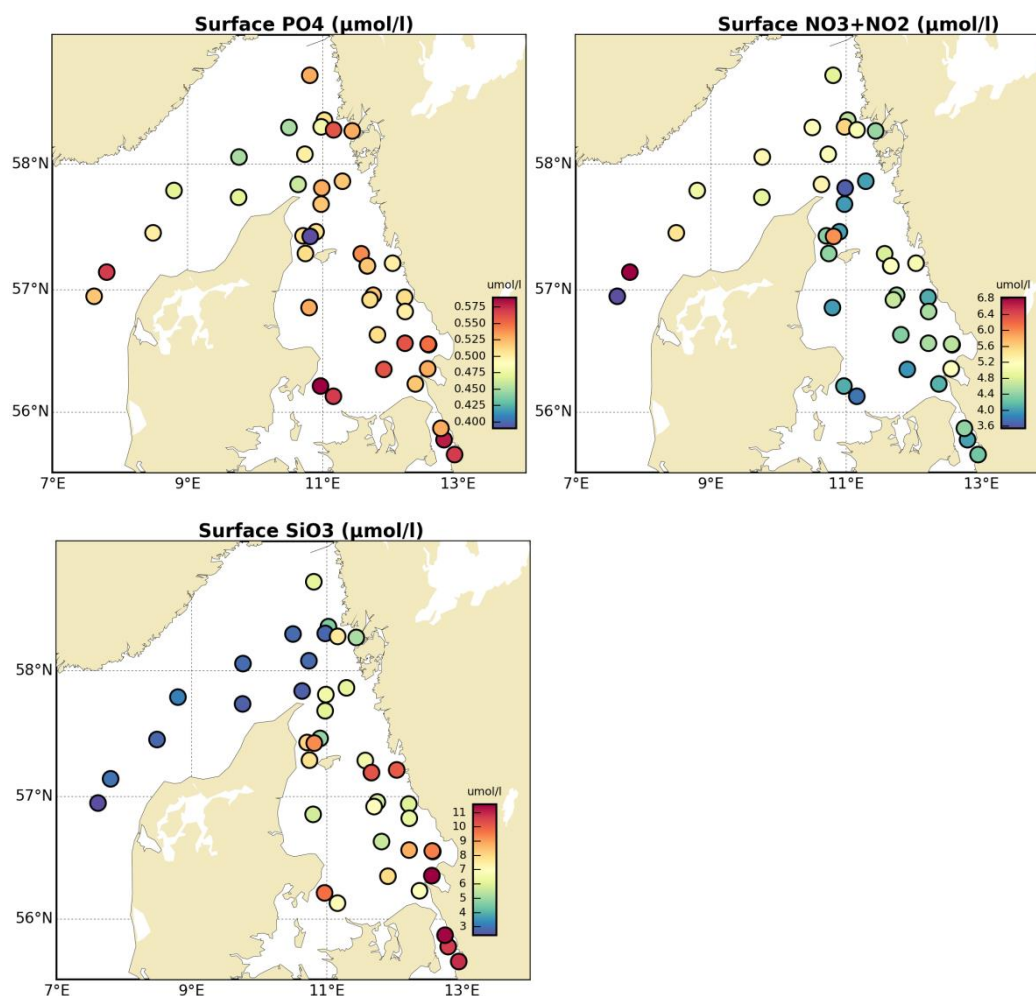 Surface PO4 (µmol/l)
58°N
57°N
56°N
7°E
9°E
11°E
13°E
umol/l
0.575
0.550
0.525
0.500
0.475
0.450
0.425
0.400
Surface NO3+NO2 (µmol/l)
58°N
57°N
56°N
7°E
9°E
11°E
13°E
umol/l
6.8
6.4
6.0
5.6
5.2
4.8
4.4
4.0
3.6
Surface SiO3 (µmol/l)
58°N
57°N
56°N
7°E
9°E
11°E
13°E
umol/l
11
10
9
8
7
6
5
4
3